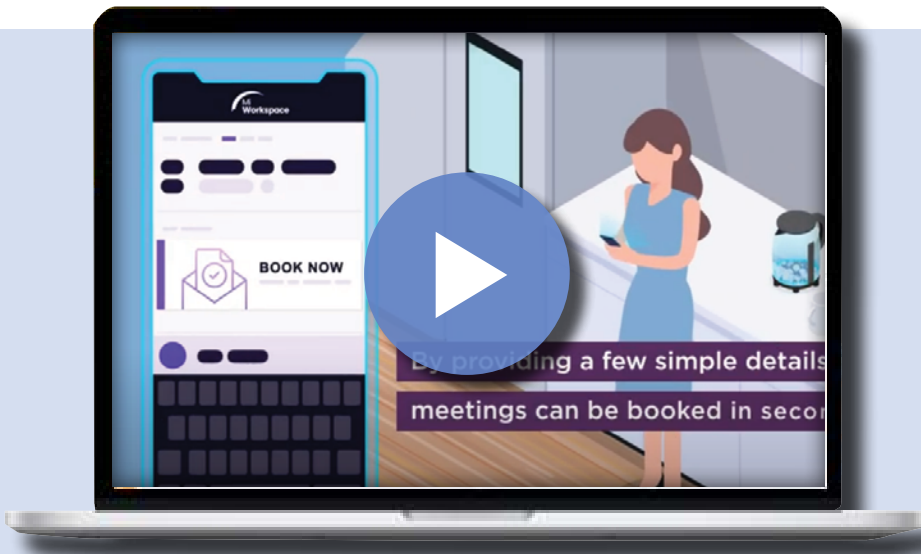 Mi
Workspace
BOOK NOW
By providing a few simple details
meetings can be booked in secon